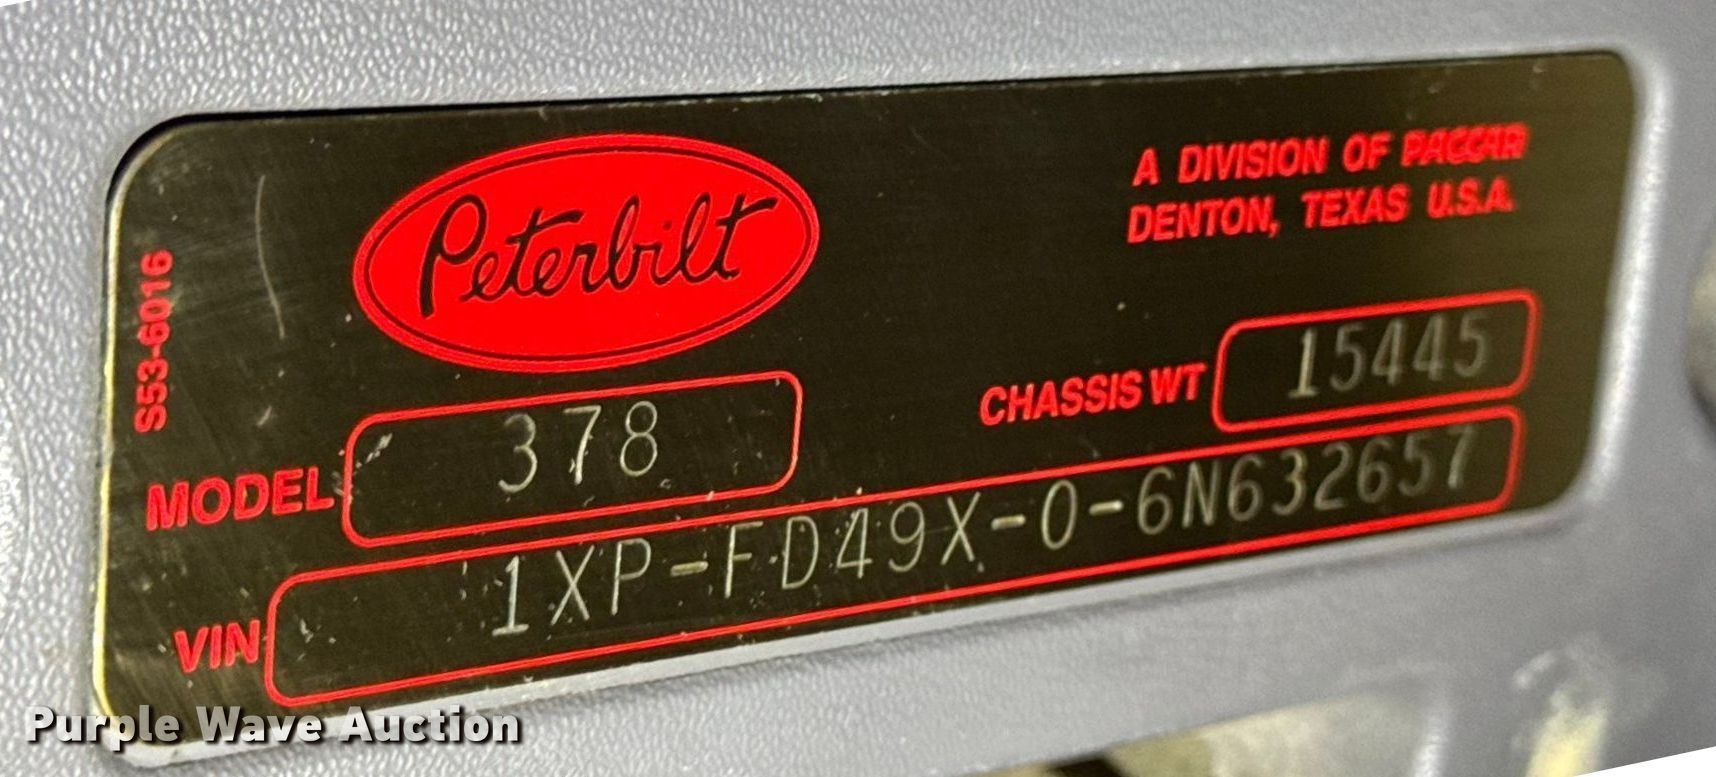 Peterbilt
A DIVISION OF PACCAR
DENTON, TEXAS U.S.A.
S53-6016
MODEL 378
CHASSIS WT 15445
VIN 1XP-FD49X-0-6N632657
Purple Wave Auction